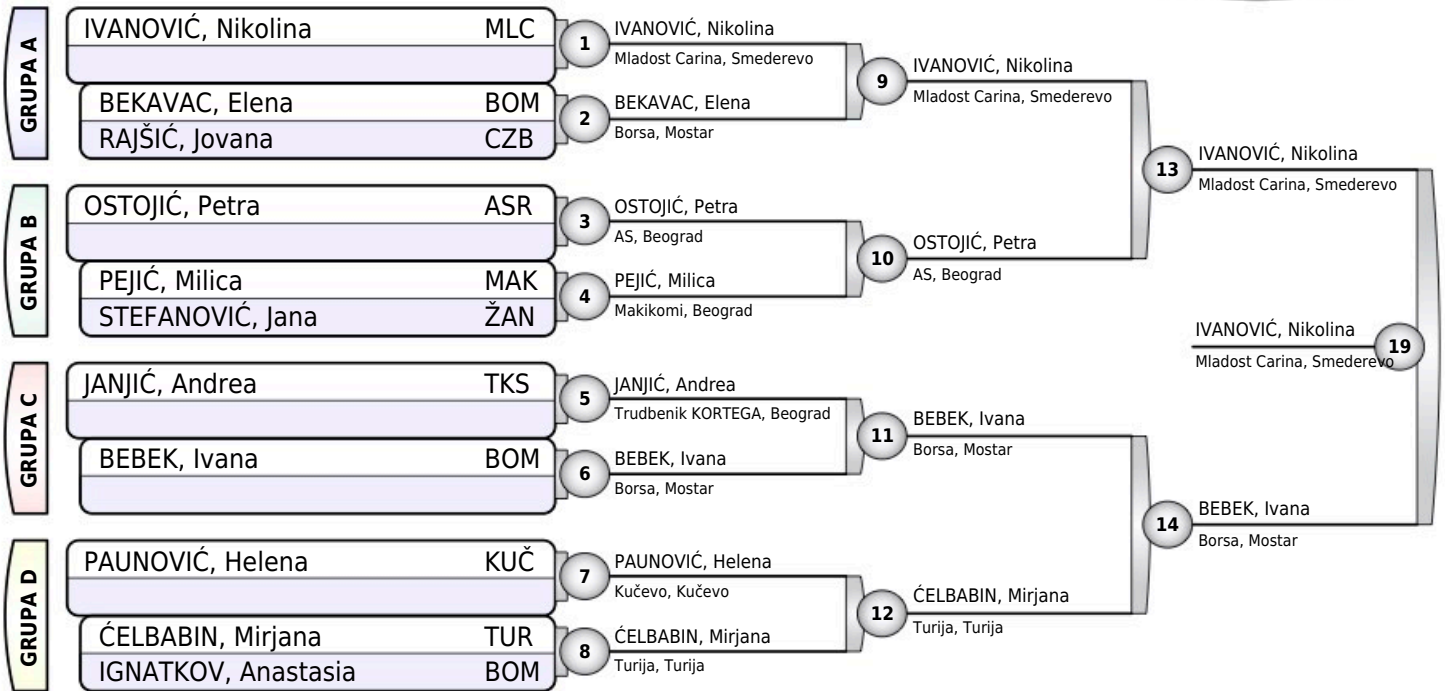 GRUPA A
IVANOVIĆ, Nikolina MLC
BEKAVAC, Elena BOM
RAJŠIĆ, Jovana CZB
GRUPA B
OSTOJIĆ, Petra ASR
PEJIĆ, Milica MAK
STEFANOVIĆ, Jana ŽAN
GRUPA C
JANJIĆ, Andrea TKS
BEBEK, Ivana BOM
GRUPA D
PAUNOVIĆ, Helena KUČ
ĆELBABIN, Mirjana TUR
IGNATKOV, Anastasia BOM
1
IVANOVIĆ, Nikolina
Mladost Carina, Smederevo
2
BEKAVAC, Elena
Borsa, Mostar
3
OSTOJIĆ, Petra
AS, Beograd
4
PEJIĆ, Milica
Makikomi, Beograd
5
JANJIĆ, Andrea
Trudbenik KORTEGA, Beograd
6
BEBEK, Ivana
Borsa, Mostar
7
PAUNOVIĆ, Helena
Kučevo, Kučevo
8
ĆELBABIN, Mirjana
Turija, Turija
9
IVANOVIĆ, Nikolina
Mladost Carina, Smederevo
10
OSTOJIĆ, Petra
AS, Beograd
11
BEBEK, Ivana
Borsa, Mostar
12
ĆELBABIN, Mirjana
Turija, Turija
13
IVANOVIĆ, Nikolina
Mladost Carina, Smederevo
14
BEBEK, Ivana
Borsa, Mostar
IVANOVIĆ, Nikolina
Mladost Carina, Smederevo
19